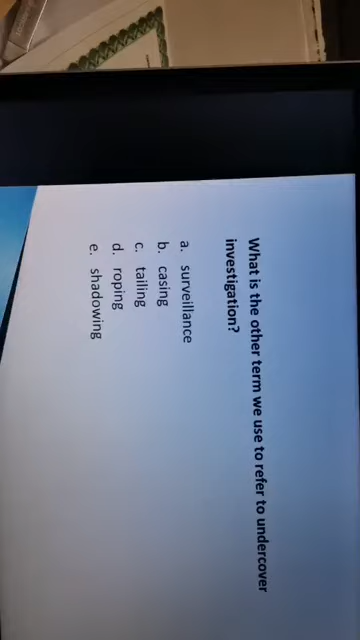 What is the other term we use to refer to undercover
investigation?
a. surveillance
b. casing
c. tailing
d. roping
e. shadowing